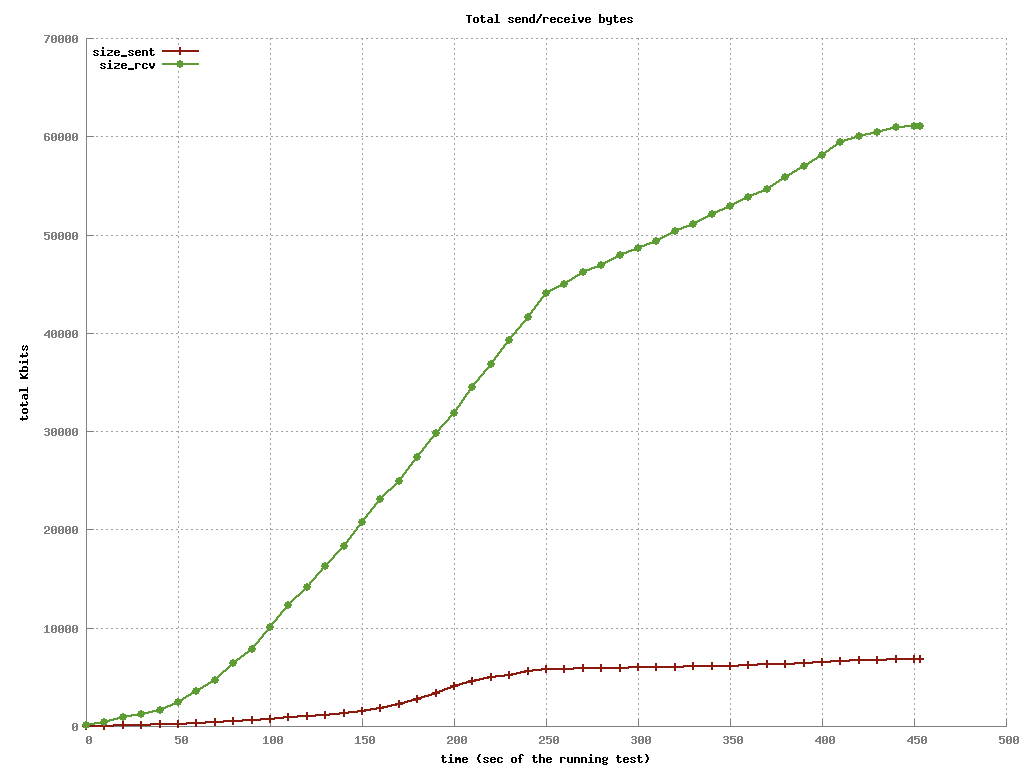 Total send/receive bytes
70000
size_sent
size_rcv
60000
50000
40000
total Kbits
30000
20000
10000
0
0 50 100 150 200 250 300 350 400 450 500
time (sec of the running test)